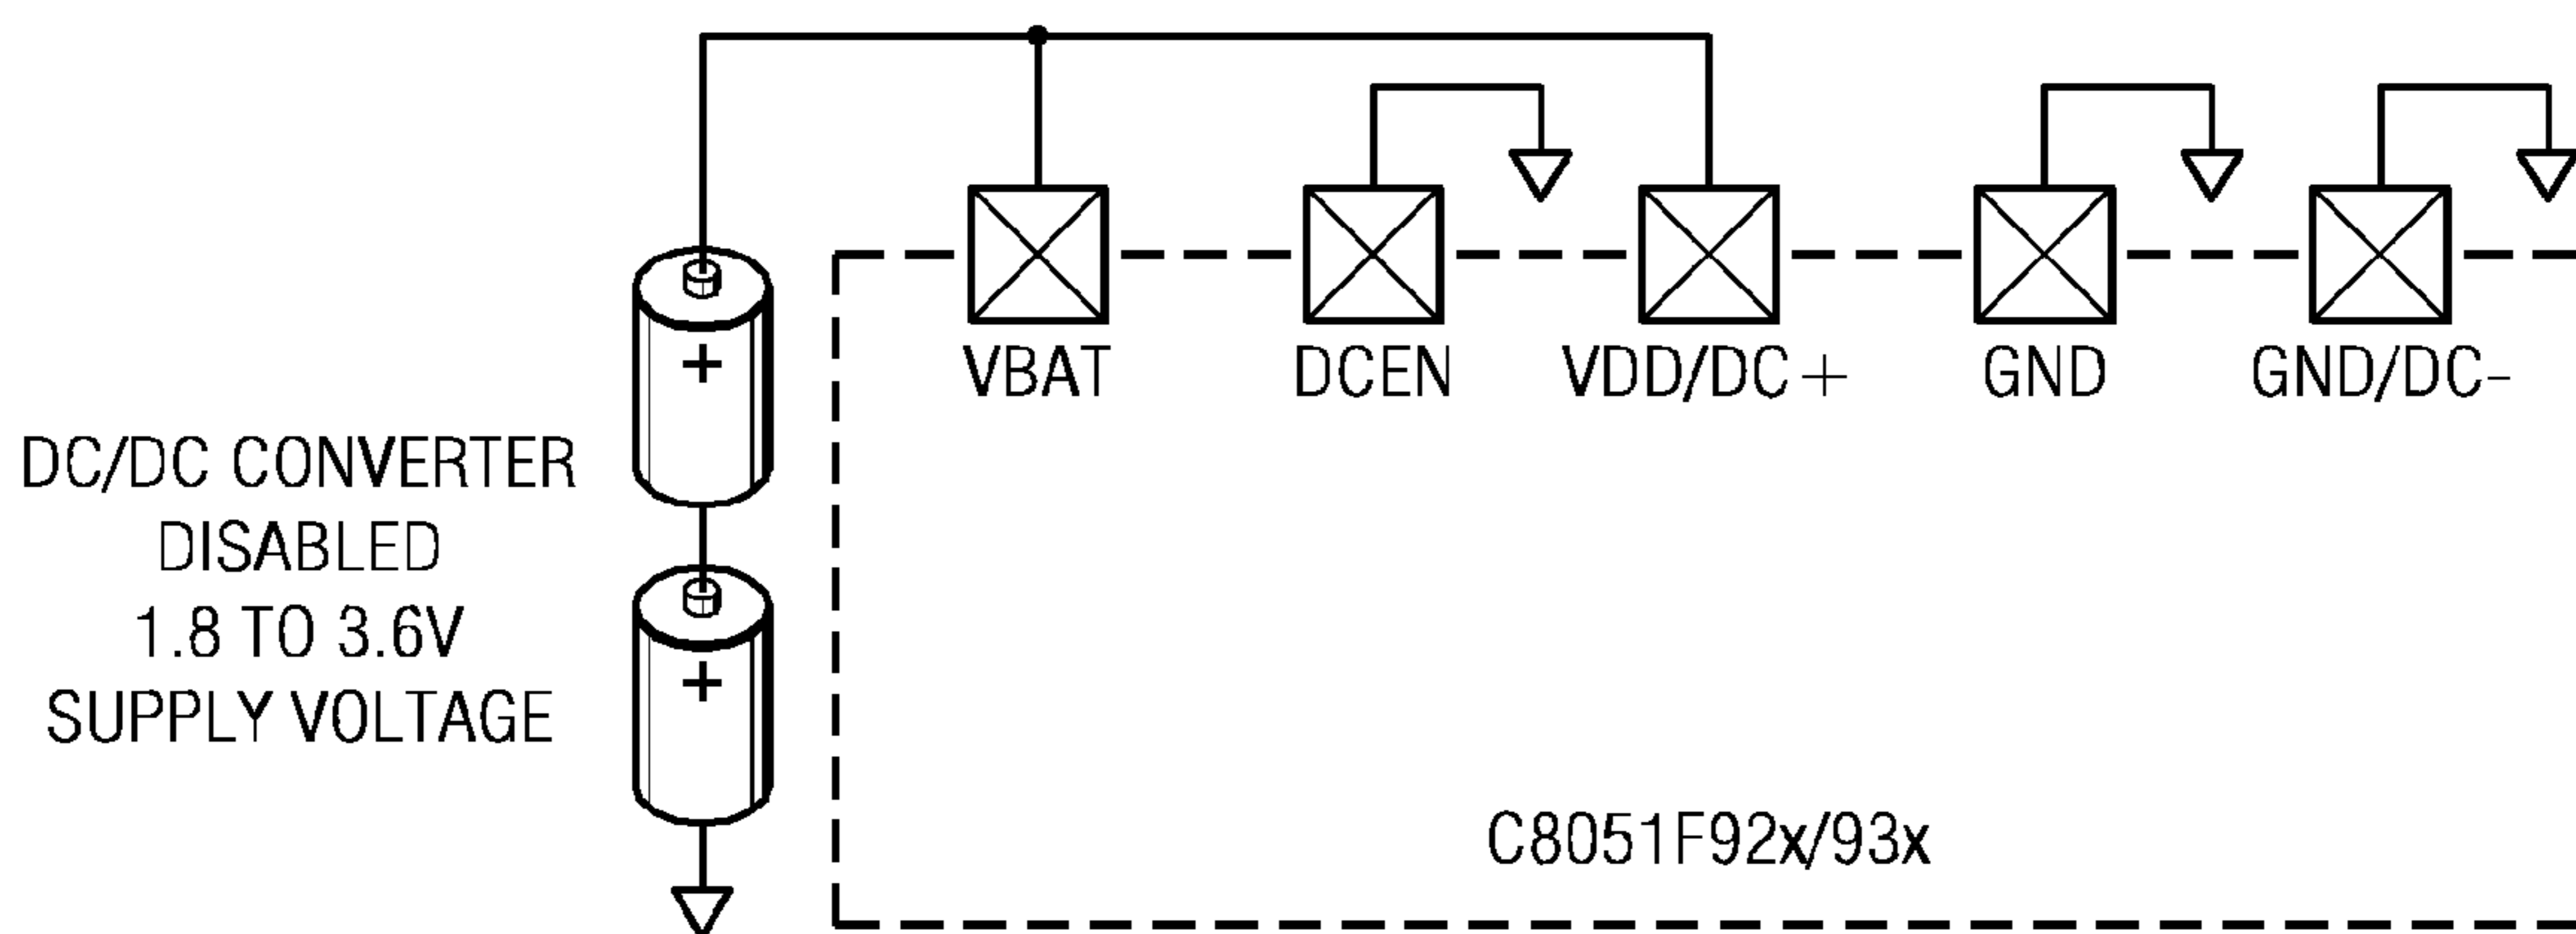 VBAT
DCEN
VDD/DC+
GND
GND/DC-
+
DC/DC CONVERTER
DISABLED
1.8 TO 3.6V
SUPPLY VOLTAGE
+
C8051F92x/93x